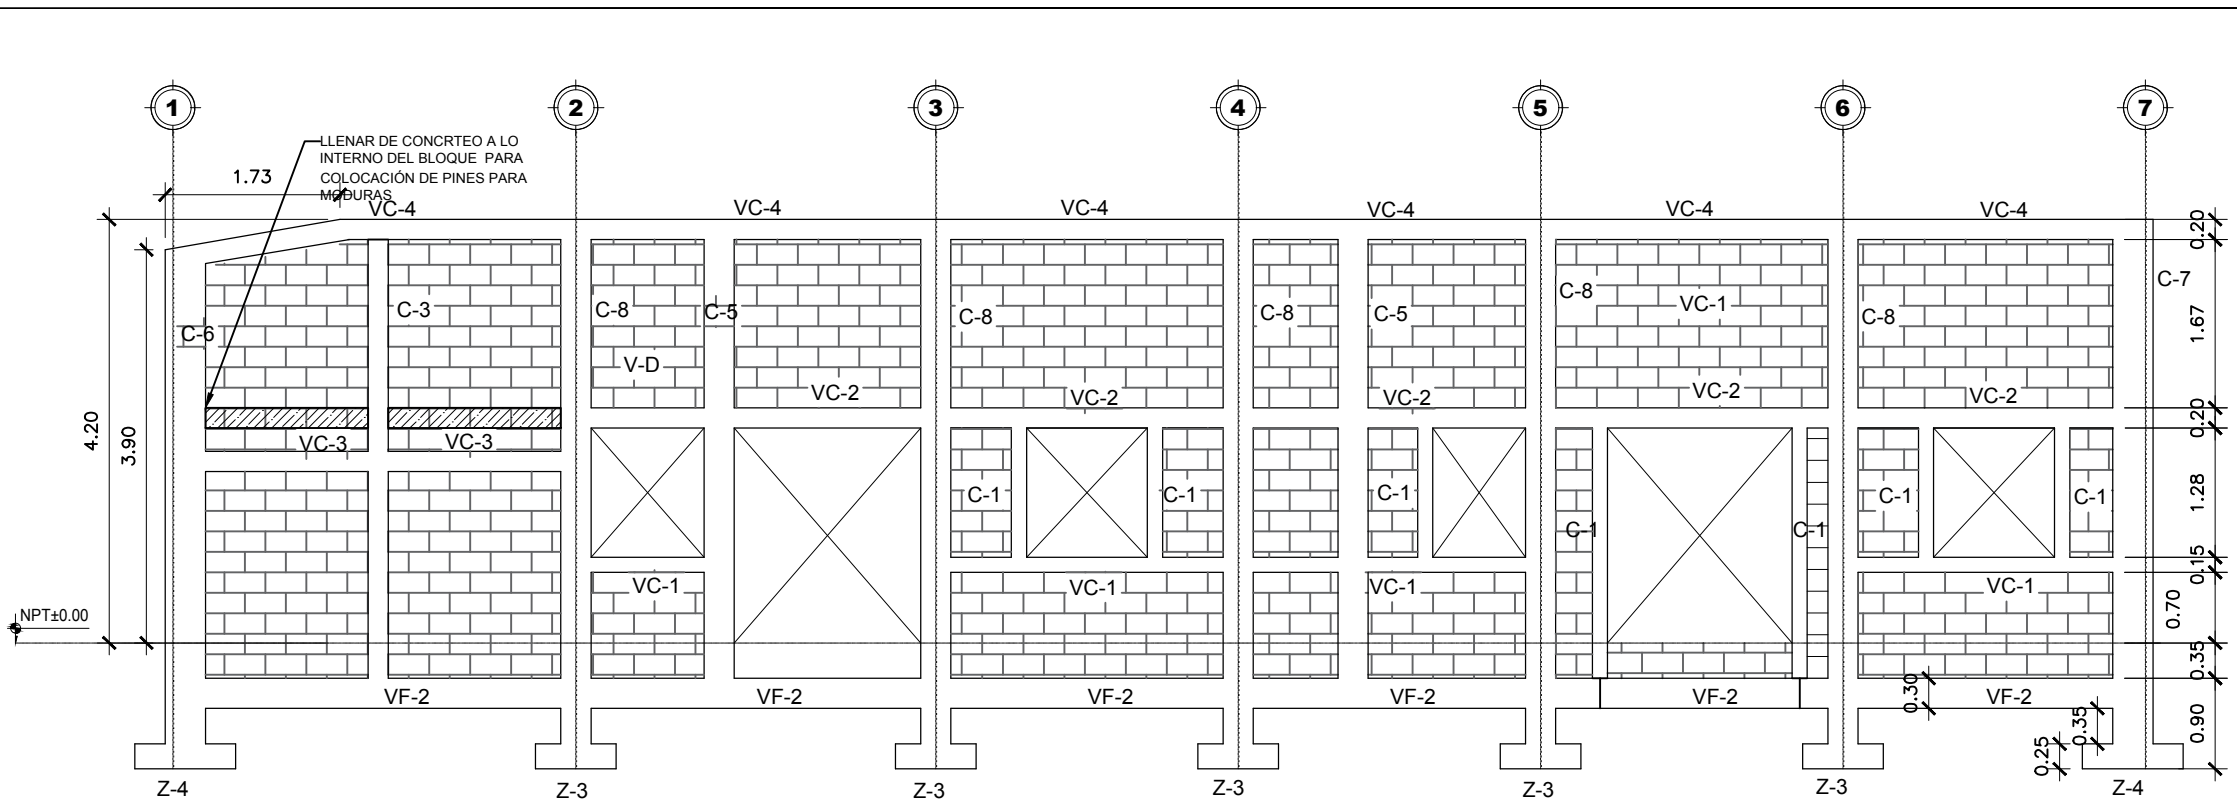 1 2 3 4 5 6 7
LLENAR DE CONCRTEO A LO
INTERNO DEL BLOQUE PARA
COLOCACIÓN DE PINES PARA
MODURAS
1.73
VC-4 VC-4 VC-4 VC-4 VC-4 VC-4
0.20
C-7
C-6 C-3 C-8 C-5 C-8 C-8 C-5 C-8 VC-1 C-8
1.67
V-D
VC-2 VC-2 VC-2 VC-2 VC-2
4.20
3.90
0.20
VC-3 VC-3
C-1 C-1 C-1 C-1 C-1 C-1 C-1
1.28
0.15
VC-1 VC-1 VC-1 VC-1
NPT±0.00
0.70
0.35
VF-2 VF-2 VF-2 VF-2 VF-2 VF-2
0.30
0.35
0.90
0.25
Z-4 Z-3 Z-3 Z-3 Z-3 Z-3 Z-4